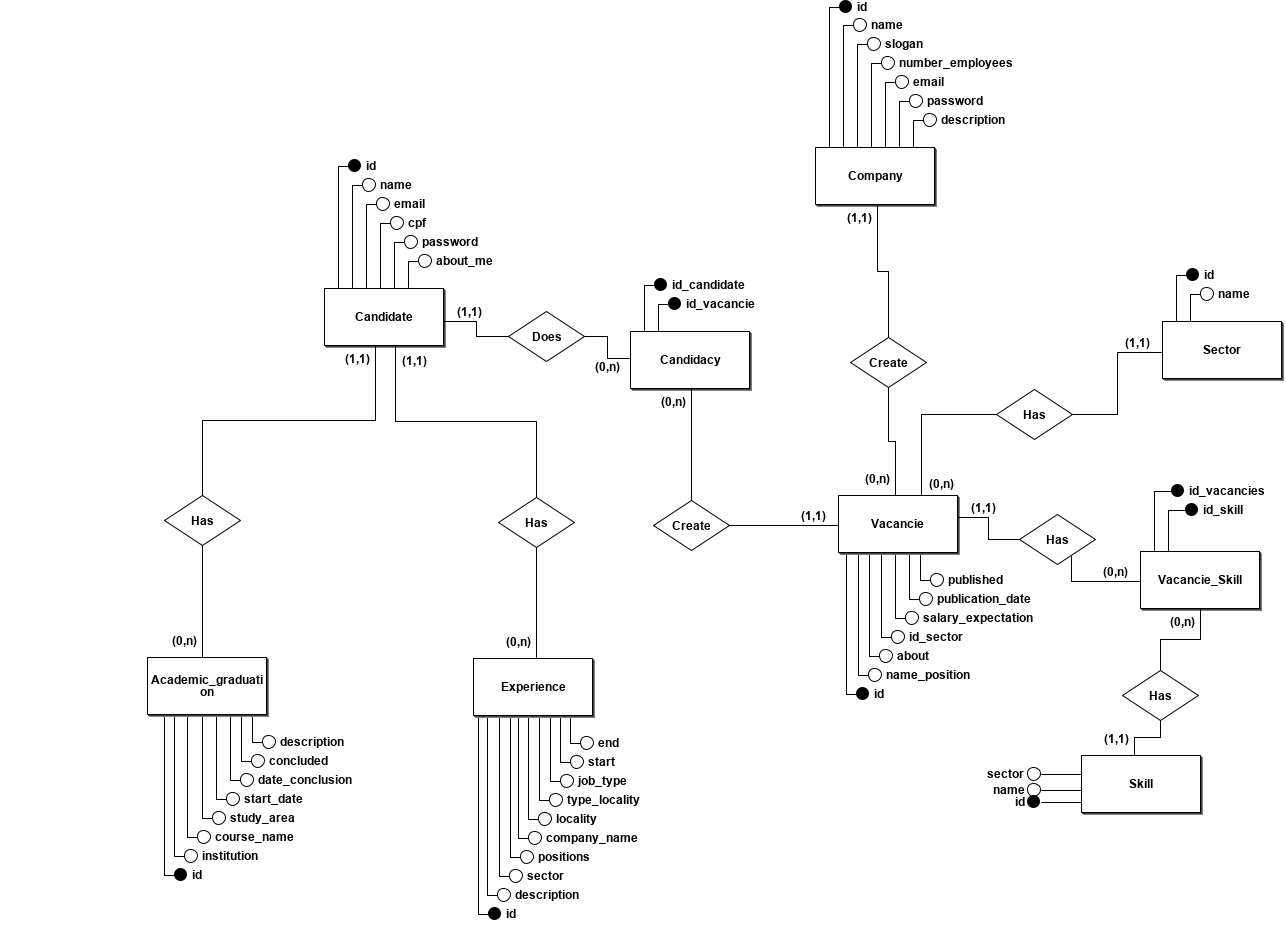 id
name
slogan
number_employees
email
password
description
Company
(1,1)
id
name
email
cpf
password
about_me
Candidate
(1,1)
(1,1)
(1,1)
Does
(0,n)
id_candidate
id_vacancie
Candidacy
(0,n)
Create
id
name
Sector
(1,1)
Has
(0,n)
(0,n)
Create
(1,1)
Vacancie
(1,1)
Has
(0,n)
id_vacancies
id_skill
Vacancie_Skill
(0,n)
published
publication_date
salary_expectation
id_sector
about
name_position
id
Has
(1,1)
Skill
sector
name
id
Has
(0,n)
Academic_graduati
on
description
concluded
date_conclusion
start_date
study_area
course_name
institution
id
Has
(0,n)
Experience
end
start
job_type
type_locality
locality
company_name
positions
sector
description
id